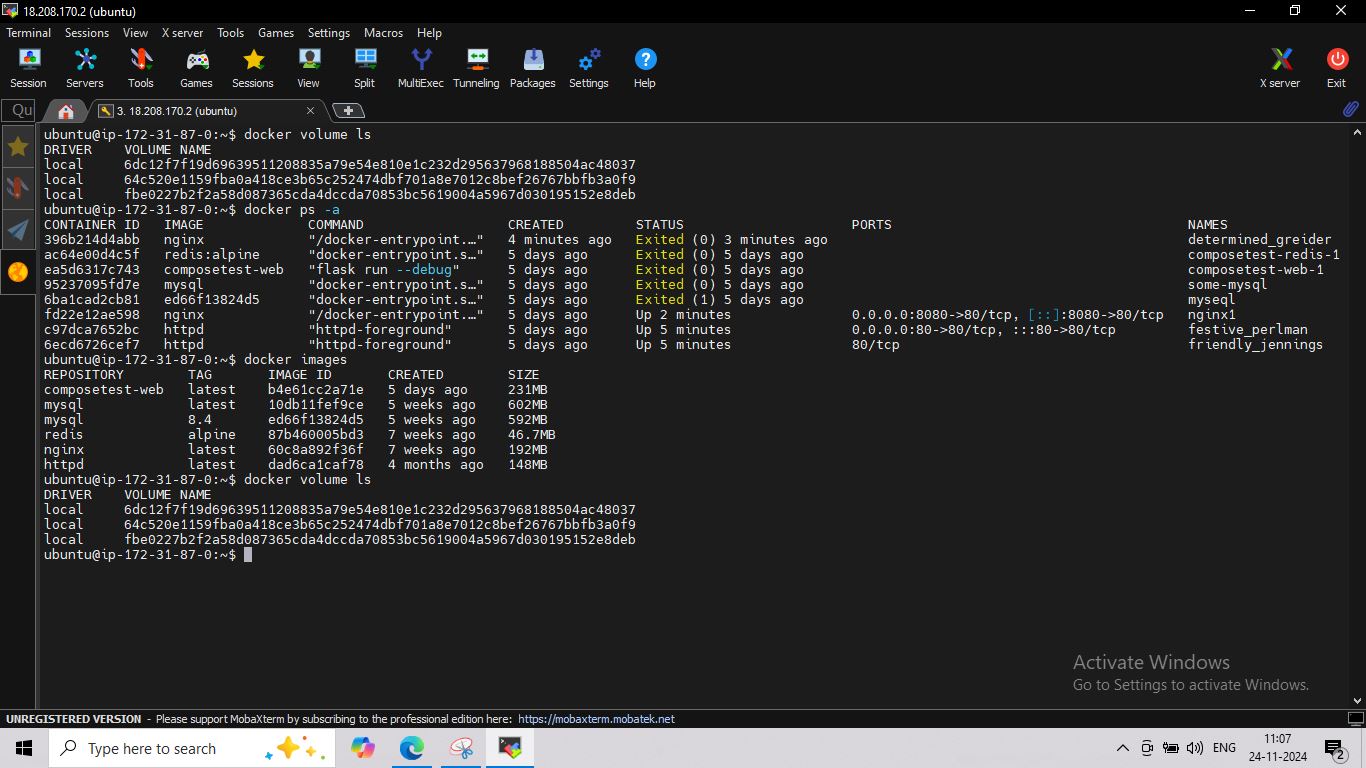 18.208.170.2 (ubuntu)
Terminal Sessions View X server Tools Games Settings Macros Help
Session Servers Tools Games Sessions View Split MultiExec Tunneling Packages Settings Help X server Exit
Qu
3. 18.208.170.2 (ubuntu)
ubuntu@ip-172-31-87-0:~$ docker volume ls
DRIVER    VOLUME NAME
local     6dc12f7f19d69639511208835a79e54e810e1c232d295637968188504ac48037
local     64c520e1159fba0a418ce3b65c252474dbf701a8e7012c8bef26767bbfb3a0f9
local     fbe0227b2f2a58d087365cda4dccda70853bc5619004a5967d030195152e8deb
ubuntu@ip-172-31-87-0:~$ docker ps -a
CONTAINER ID   IMAGE             COMMAND                  CREATED         STATUS                     PORTS                                     NAMES
396b214d4abb   nginx             "/docker-entrypoint.…"   4 minutes ago   Exited (0) 3 minutes ago                                             determined_greider
ac64e00d4c5f   redis:alpine      "docker-entrypoint.s…"   5 days ago      Exited (0) 5 days ago                                                composetest-redis-1
ea5d6317c743   composetest-web   "flask run --debug"      5 days ago      Exited (0) 5 days ago                                                composetest-web-1
95237095fd7e   mysql             "docker-entrypoint.s…"   5 days ago      Exited (0) 5 days ago                                                some-mysql
6ba1cad2cb81   ed66f13824d5      "docker-entrypoint.s…"   5 days ago      Exited (1) 5 days ago                                                myseql
fd22e12ae598   nginx             "/docker-entrypoint.…"   5 days ago      Up 2 minutes               0.0.0.0:8080->80/tcp, [::]:8080->80/tcp   nginx1
c97dca7652bc   httpd             "httpd-foreground"       5 days ago      Up 5 minutes               0.0.0.0:80->80/tcp, :::80->80/tcp         festive_perlman
6ecd6726cef7   httpd             "httpd-foreground"       5 days ago      Up 5 minutes               80/tcp                                    friendly_jennings
ubuntu@ip-172-31-87-0:~$ docker images
REPOSITORY        TAG       IMAGE ID       CREATED        SIZE
composetest-web   latest    b4e61cc2a71e   5 days ago     231MB
mysql             latest    10db11fef9ce   5 weeks ago    602MB
mysql             8.4       ed66f13824d5   5 weeks ago    592MB
redis             alpine    87b460005bd3   7 weeks ago    46.7MB
nginx             latest    60c8a892f36f   7 weeks ago    192MB
httpd             latest    dad6ca1caf78   4 months ago   148MB
ubuntu@ip-172-31-87-0:~$ docker volume ls
DRIVER    VOLUME NAME
local     6dc12f7f19d69639511208835a79e54e810e1c232d295637968188504ac48037
local     64c520e1159fba0a418ce3b65c252474dbf701a8e7012c8bef26767bbfb3a0f9
local     fbe0227b2f2a58d087365cda4dccda70853bc5619004a5967d030195152e8deb
ubuntu@ip-172-31-87-0:~$
Activate Windows
Go to Settings to activate Windows.
UNREGISTERED VERSION - Please support MobaXterm by subscribing to the professional edition here: https://mobaxterm.mobatek.net
Type here to search
ENG
11:07
24-11-2024
2